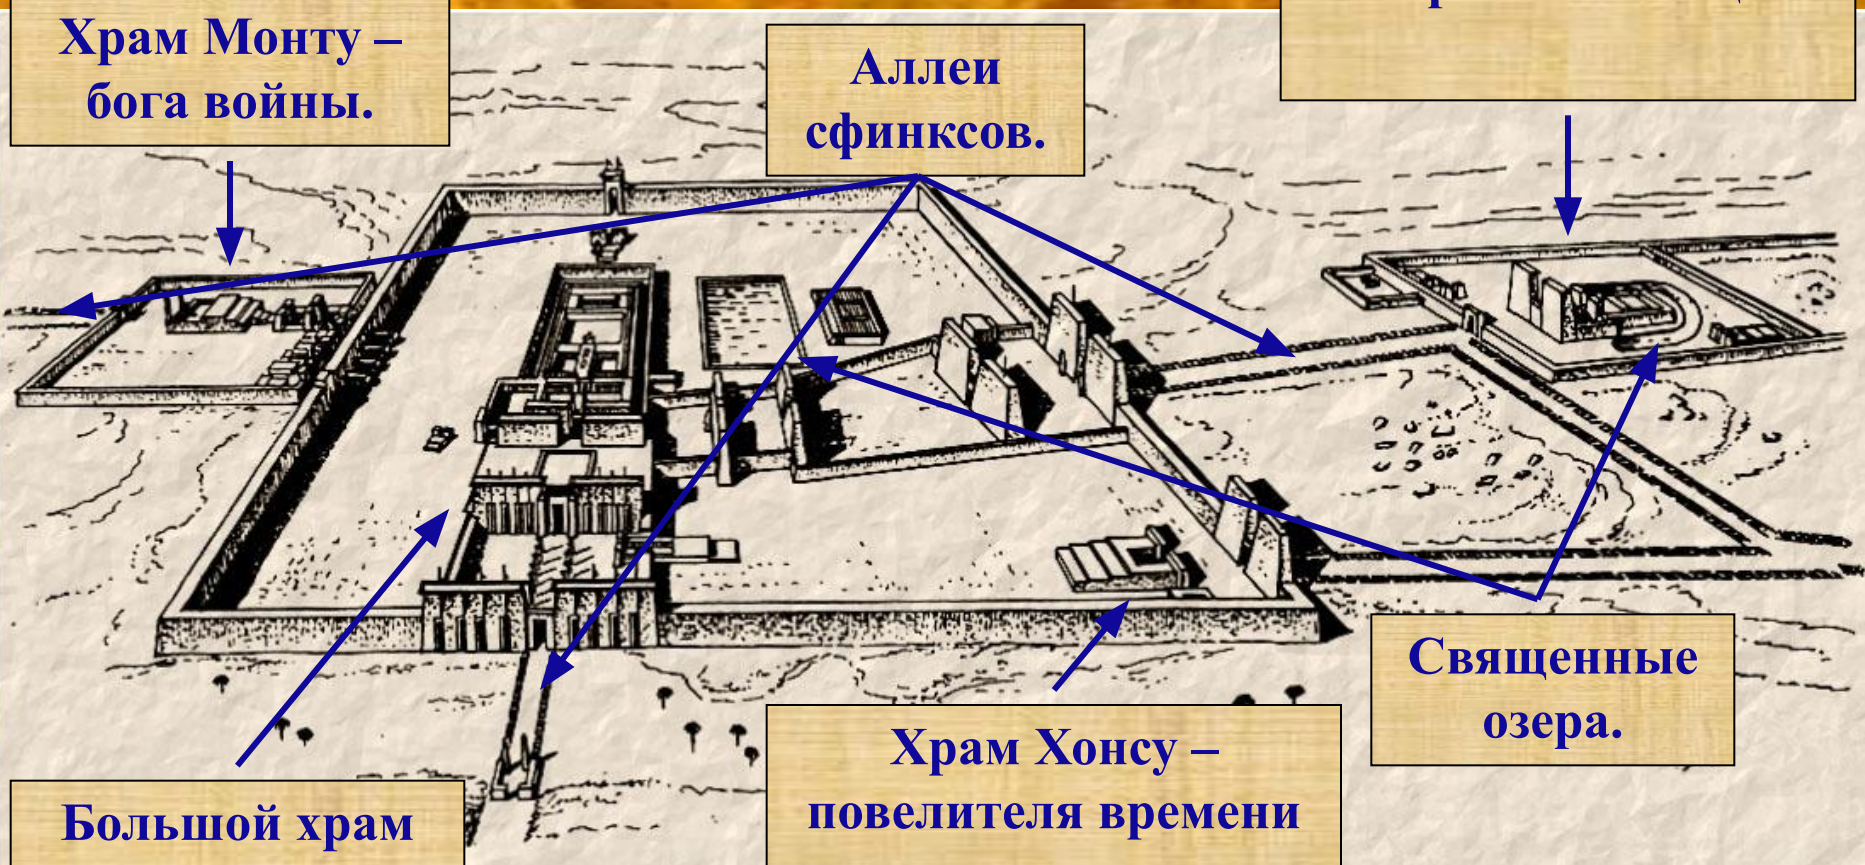 Храм Монту –
бога войны.
Аллеи
сфинксов.
Священные
озера.
Храм Хонсу –
повелителя времени
Большой храм